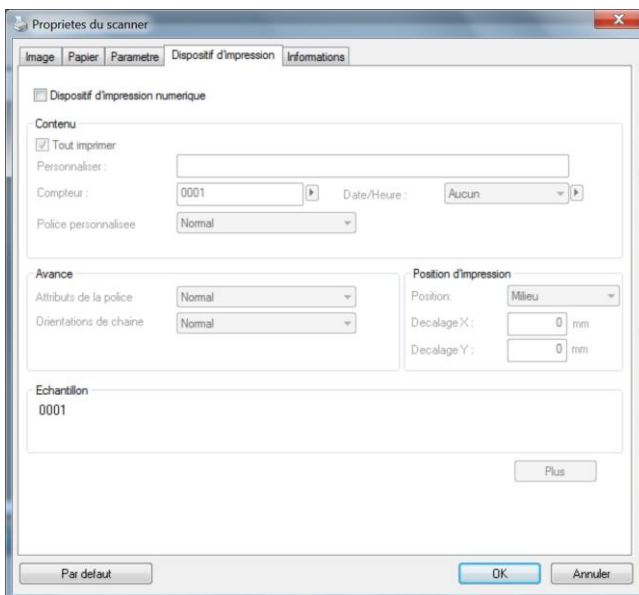 Proprietes du scanner
Image Papier Parametre Dispositif d'impression Informations
Dispositif d'impression numerique
Contenu
Tout imprimer
Personnaliser :
Compteur : 0001 Date/Heure : Aucun
Police personnalisee Normal
Avance Position d'impression
Attributs de la police Normal Position: Milieu
Orientations de chaine Normal Decalage X : 0 mm
Decalage Y : 0 mm
Echantillon
0001
Plus
Par defaut OK Annuler